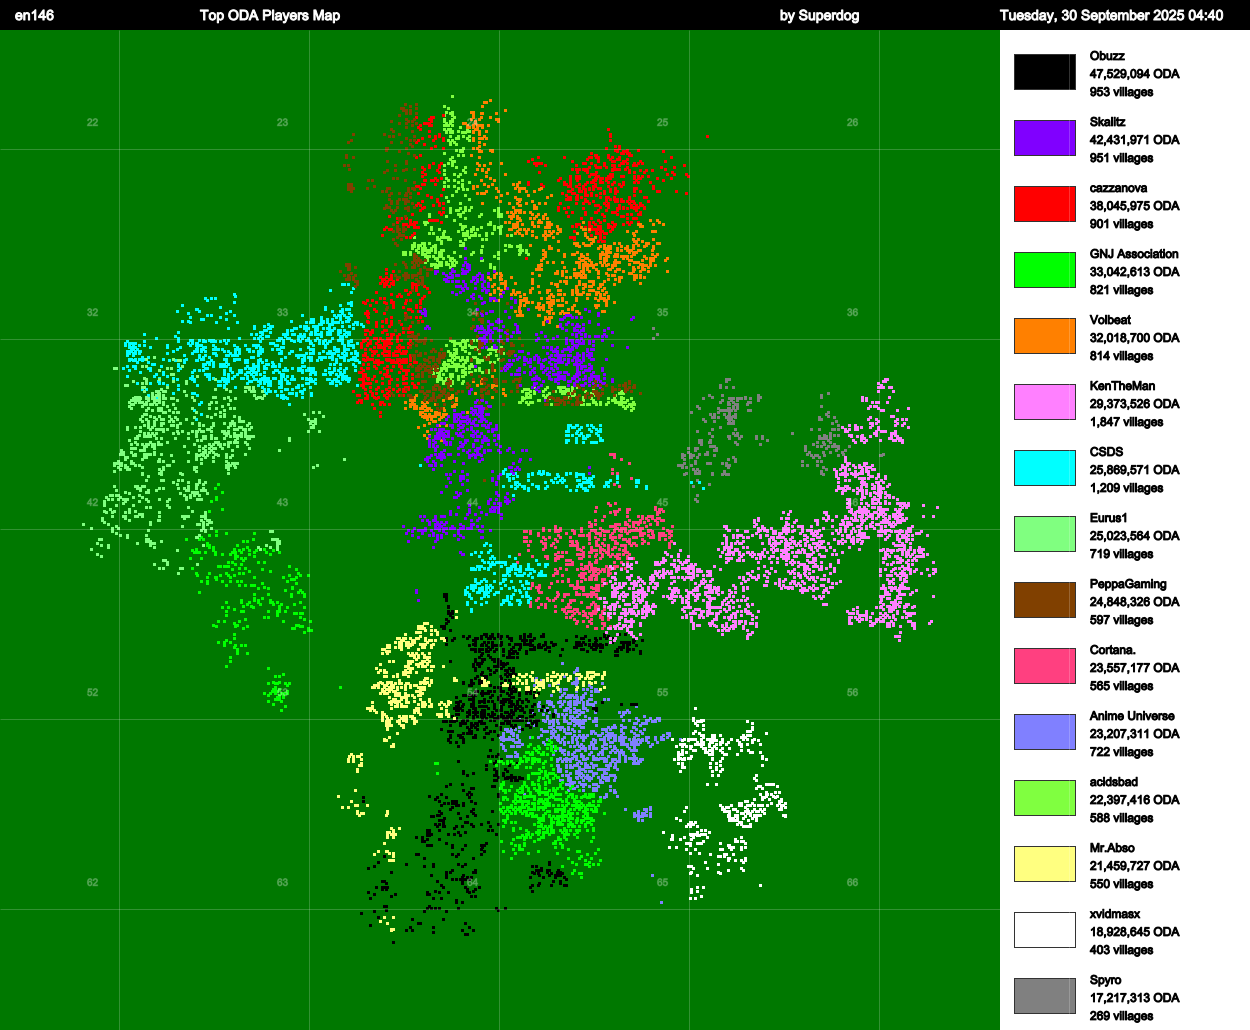 en146 Top ODA Players Map by Superdog Tuesday, 30 September 2025 04:40
Obuzz
47,529,094 ODA
953 villages
Skalitz
42,431,971 ODA
951 villages
cazzanova
38,045,975 ODA
901 villages
GNJ Association
33,042,613 ODA
821 villages
Volbeat
32,018,700 ODA
814 villages
KenTheMan
29,373,526 ODA
1,847 villages
CSDS
25,869,571 ODA
1,209 villages
Eurus1
25,023,564 ODA
719 villages
PeppaGaming
24,848,326 ODA
597 villages
Cortana.
23,557,177 ODA
565 villages
Anime Universe
23,207,311 ODA
722 villages
acidsbad
22,397,416 ODA
588 villages
Mr.Abso
21,459,727 ODA
550 villages
xvidmasx
18,928,645 ODA
403 villages
Spyro
17,217,313 ODA
269 villages
22 23 25 26
32 33 34 35 36
42 43 44 45
52 55 56
62 63 64 65 66